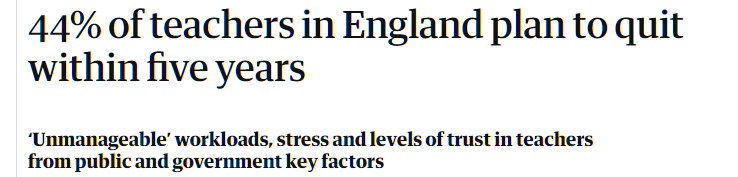 44% of teachers in England plan to quit
within five years
‘Unmanageable’ workloads, stress and levels of trust in teachers
from public and government key factors